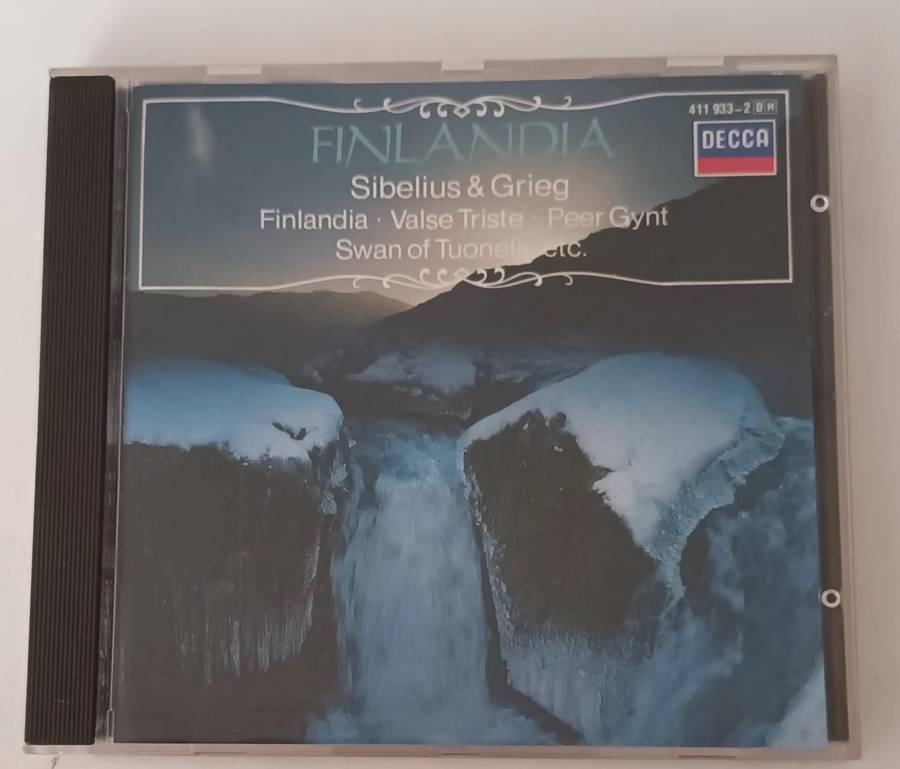 411 933-2 DH
DECCA
FINLANDIA
Sibelius & Grieg
Finlandia · Valse Triste · Peer Gynt
Swan of Tuonela, etc.